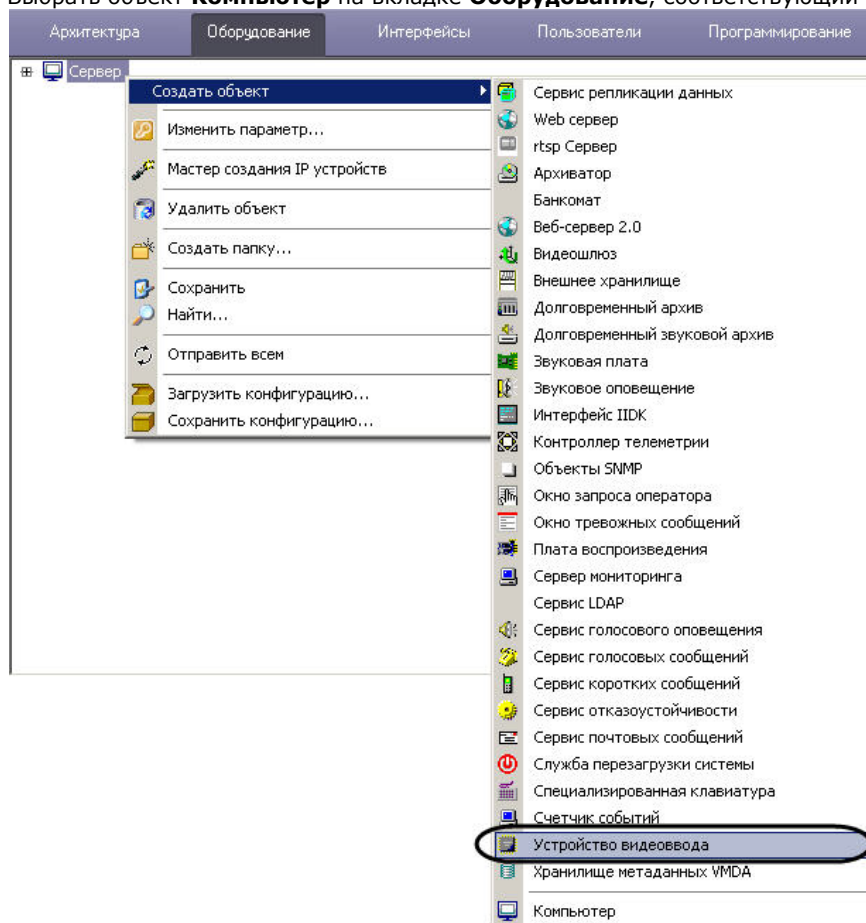 Выбрать объект Компьютер на вкладке Оборудование, соответствующий
Архитектура Оборудование Интерфейсы Пользователи Программирование
Сервер
Создать объект
Изменить параметр...
Мастер создания IP устройств
Удалить объект
Создать папку...
Сохранить
Найти...
Отправить всем
Загрузить конфигурацию...
Сохранить конфигурацию...
Сервис репликации данных
Web сервер
rtsp Сервер
Архиватор
Банкомат
Веб-сервер 2.0
Видеошлюз
Внешнее хранилище
Долговременный архив
Долговременный звуковой архив
Звуковая плата
Звуковое оповещение
Интерфейс IIDK
Контроллер телеметрии
Объекты SNMP
Окно запроса оператора
Окно тревожных сообщений
Плата воспроизведения
Сервер мониторинга
Сервис LDAP
Сервис голосового оповещения
Сервис голосовых сообщений
Сервис коротких сообщений
Сервис отказоустойчивости
Сервис почтовых сообщений
Служба перезагрузки системы
Специализированная клавиатура
Счетчик событий
Устройство видеоввода
Хранилище метаданных VMDA
Компьютер